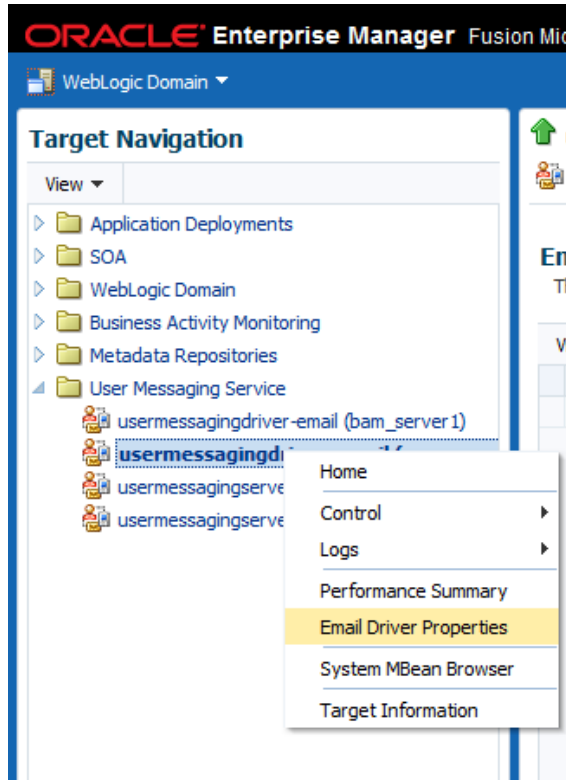 ORACLE Enterprise Manager Fusion Mid
WebLogic Domain
Target Navigation
View
Application Deployments
SOA
WebLogic Domain
Business Activity Monitoring
Metadata Repositories
User Messaging Service
usermessagingdriver-email (bam_server1)
usermessagingd
usermessagingserve
usermessagingserve
Home
Control
Logs
Performance Summary
Email Driver Properties
System MBean Browser
Target Information
En